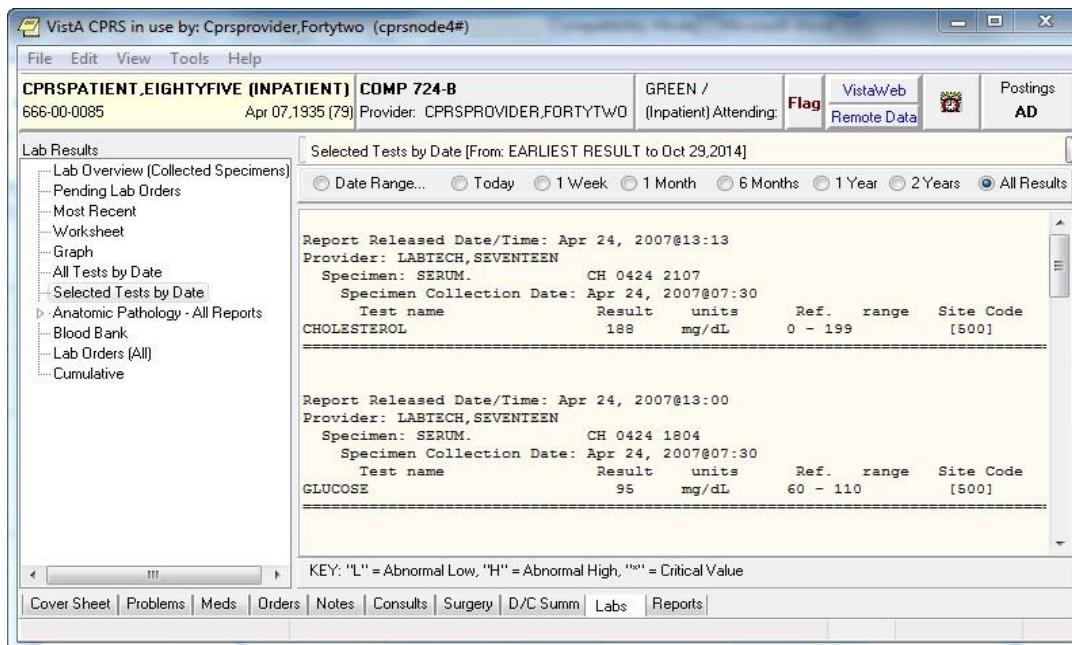 VistA CPRS in use by: Cprsprovider,Fortytwo (cprsnode4#)
File Edit View Tools Help
CPRSPATIENT,EIGHTYFIVE (INPATIENT) COMP 724-B GREEN / Flag VistaWeb Postings
666-00-0085 Apr 07,1935 (79) Provider: CPRSPROVIDER,FORTYTWO (Inpatient) Attending: Remote Data AD
Lab Results
Lab Overview (Collected Specimens)
Pending Lab Orders
Most Recent
Worksheet
Graph
All Tests by Date
Selected Tests by Date
Anatomic Pathology - All Reports
Blood Bank
Lab Orders (All)
Cumulative
Selected Tests by Date [From: EARLIEST RESULT to Oct 29,2014]
Date Range... Today 1 Week 1 Month 6 Months 1 Year 2 Years All Results
Report Released Date/Time: Apr 24, 2007@13:13
Provider: LABTECH,SEVENTEEN
Specimen: SERUM. CH 0424 2107
Specimen Collection Date: Apr 24, 2007@07:30
Test name Result units Ref. range Site Code
CHOLESTEROL 188 mg/dL 0 - 199 [500]
Report Released Date/Time: Apr 24, 2007@13:00
Provider: LABTECH,SEVENTEEN
Specimen: SERUM. CH 0424 1804
Specimen Collection Date: Apr 24, 2007@07:30
Test name Result units Ref. range Site Code
GLUCOSE 95 mg/dL 60 - 110 [500]
KEY: "L" = Abnormal Low, "H" = Abnormal High, "*" = Critical Value
Cover Sheet Problems Meds Orders Notes Consults Surgery D/C Summ Labs Reports